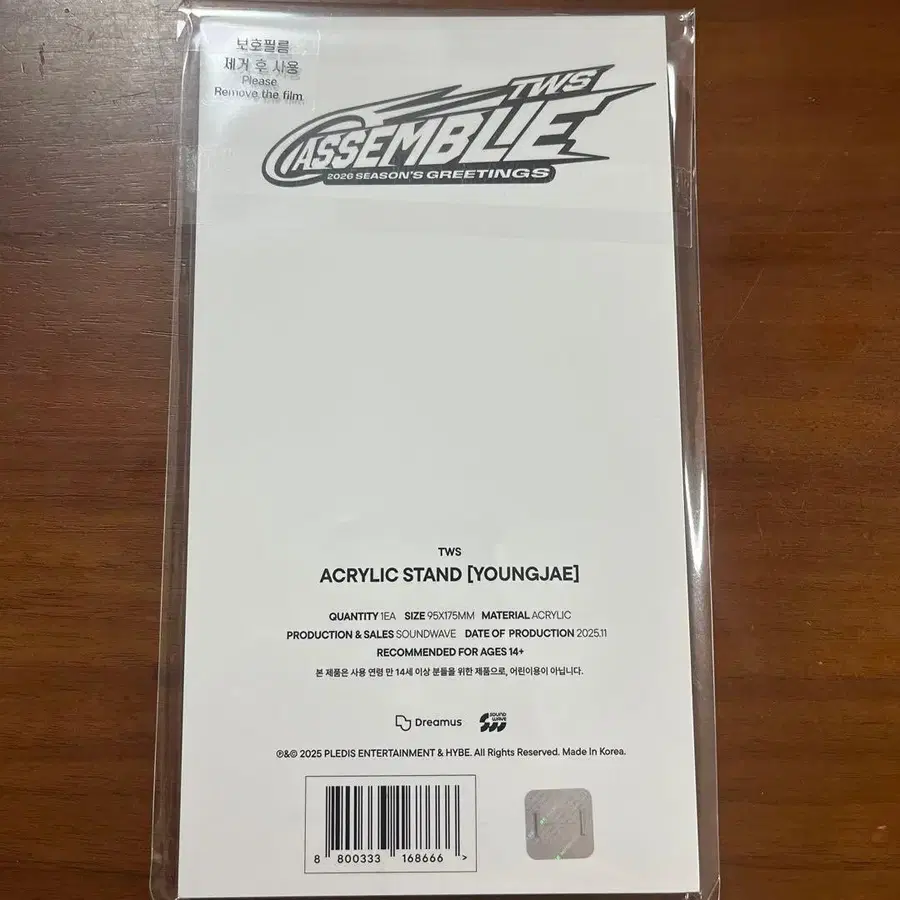 보호필름
제거 후 사용
Please
Remove the film
TWS
ASSEMBLUE
2026 SEASON'S GREETINGS
TWS
ACRYLIC STAND [YOUNGJAE]
QUANTITY 1EA SIZE 95X175MM MATERIAL ACRYLIC
PRODUCTION & SALES SOUNDWAVE DATE OF PRODUCTION 2025.11
RECOMMENDED FOR AGES 14+
본 제품은 사용 연령 만 14세 이상 분들을 위한 제품으로, 어린이용이 아닙니다.
Dreamus SOUND WAVE
℗&© 2025 PLEDIS ENTERTAINMENT & HYBE. All Rights Reserved. Made In Korea.
8 800333 168666 >